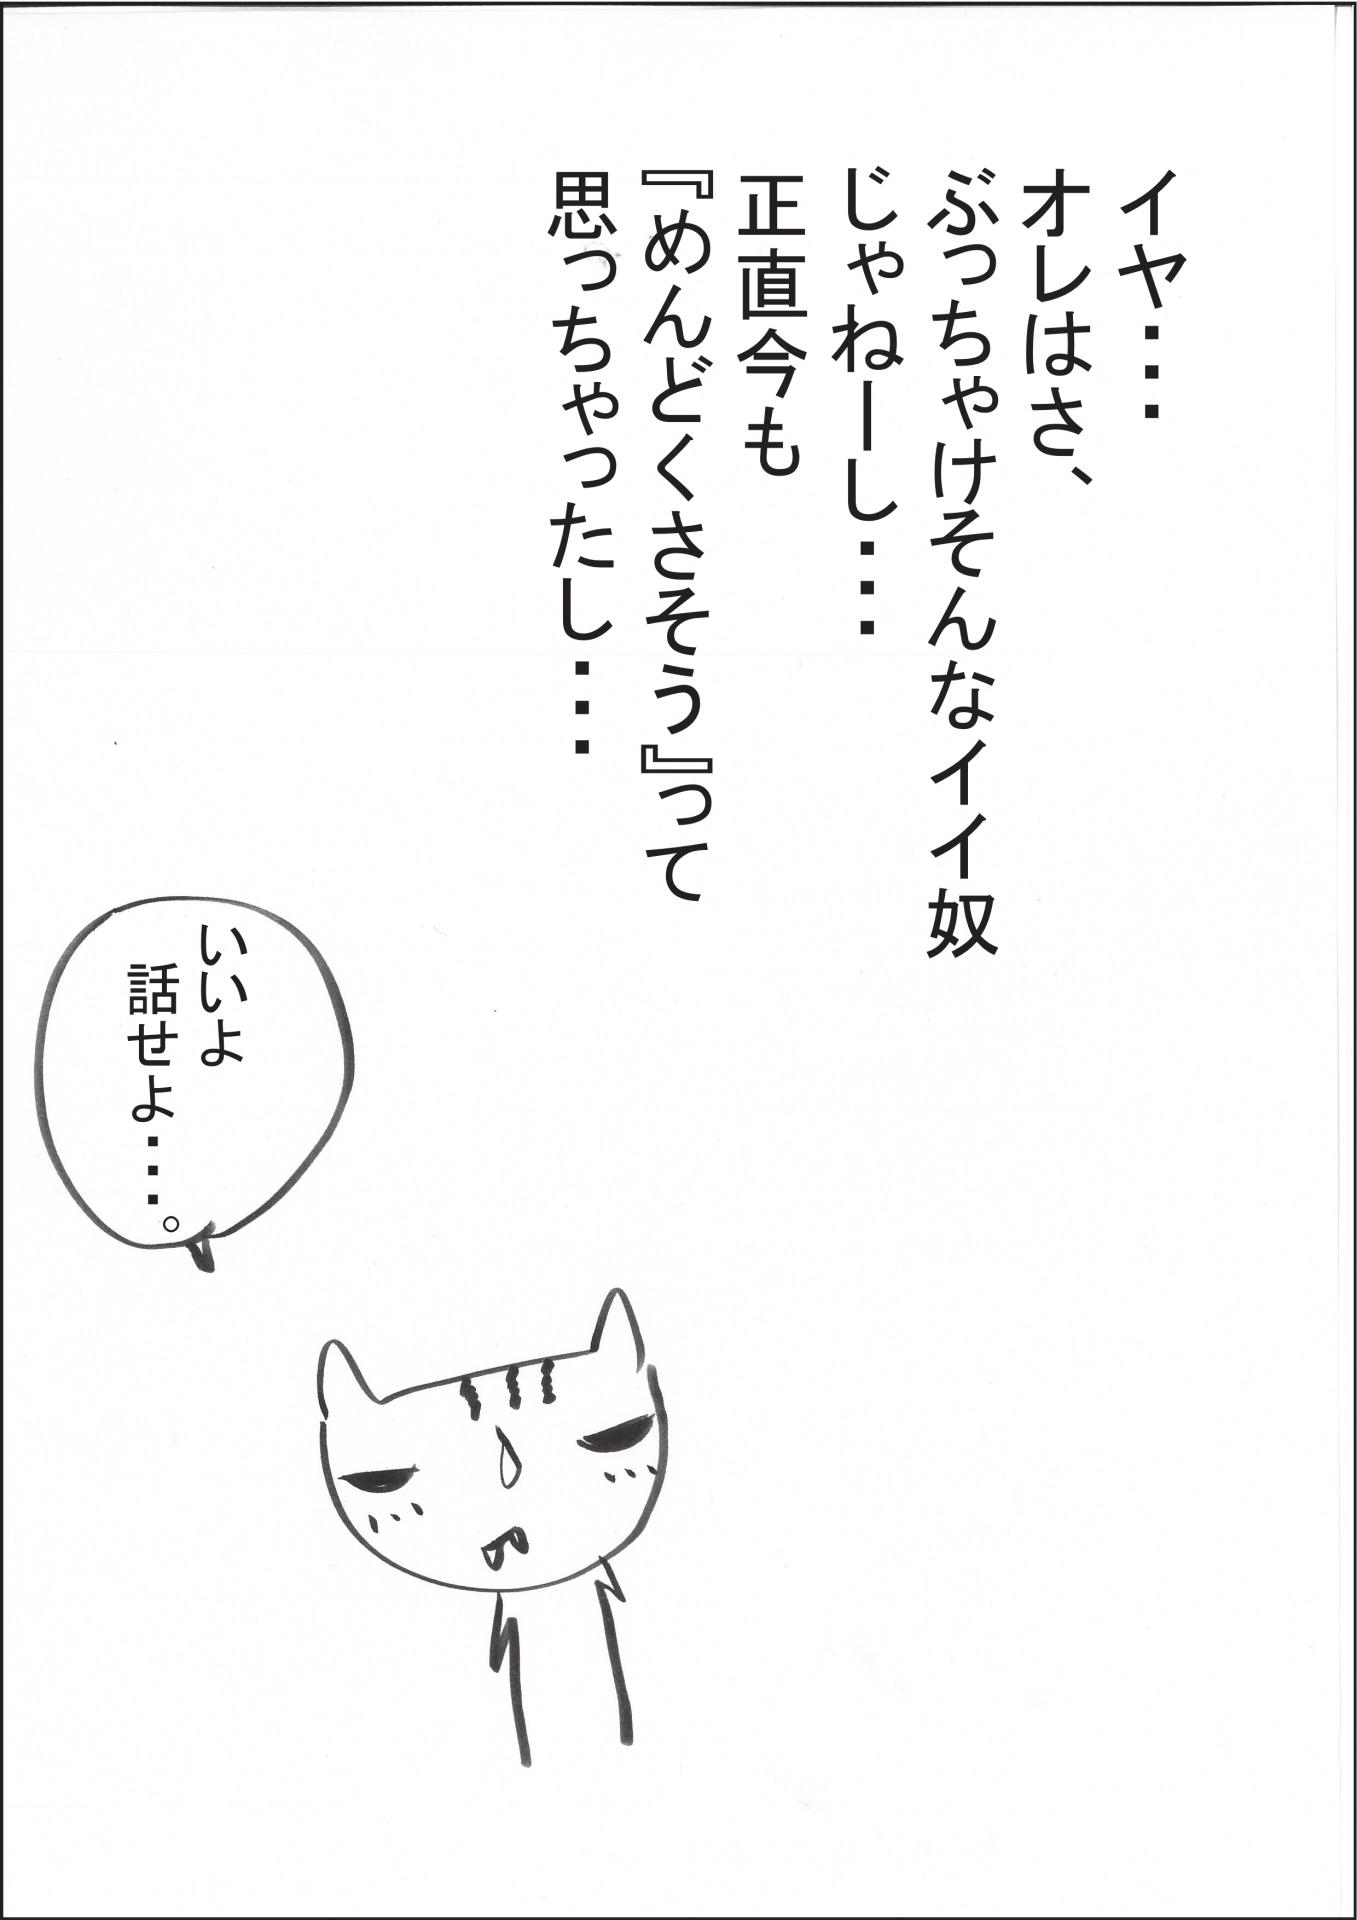 イヤ・・・
オレはさ、
ぶっちゃけそんなイイ奴
じゃねーし・・・
正直今も
『めんどくさそう』って
思っちゃったし・・・
いいよ
話せよ・・・。